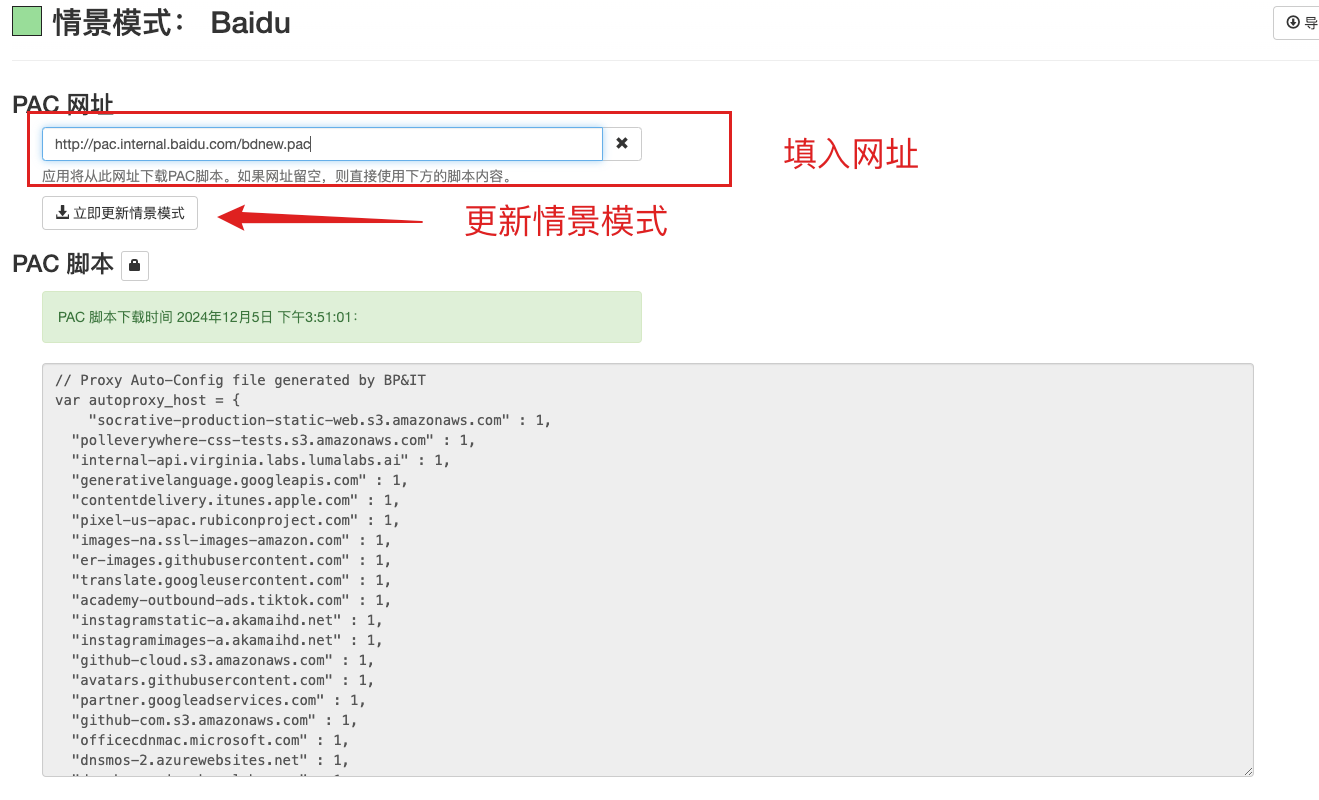 情景模式： Baidu
导
PAC 网址
http://pac.internal.baidu.com/bdnew.pac
填入网址
应用将从此网址下载PAC脚本。如果网址留空，则直接使用下方的脚本内容。
立即更新情景模式
更新情景模式
PAC 脚本
PAC 脚本下载时间 2024年12月5日 下午3:51:01：
// Proxy Auto-Config file generated by BP&IT
var autoproxy_host = {
"socrative-production-static-web.s3.amazonaws.com" : 1,
"polleverywhere-css-tests.s3.amazonaws.com" : 1,
"internal-api.virginia.labs.lumalabs.ai" : 1,
"generativelanguage.googleapis.com" : 1,
"contentdelivery.itunes.apple.com" : 1,
"pixel-us-apac.rubiconproject.com" : 1,
"images-na.ssl-images-amazon.com" : 1,
"er-images.githubusercontent.com" : 1,
"translate.googleusercontent.com" : 1,
"academy-outbound-ads.tiktok.com" : 1,
"instagramstatic-a.akamaihd.net" : 1,
"instagramimages-a.akamaihd.net" : 1,
"github-cloud.s3.amazonaws.com" : 1,
"avatars.githubusercontent.com" : 1,
"partner.googleadservices.com" : 1,
"github-com.s3.amazonaws.com" : 1,
"officecdnmac.microsoft.com" : 1,
"dnsmos-2.azurewebsites.net" : 1,